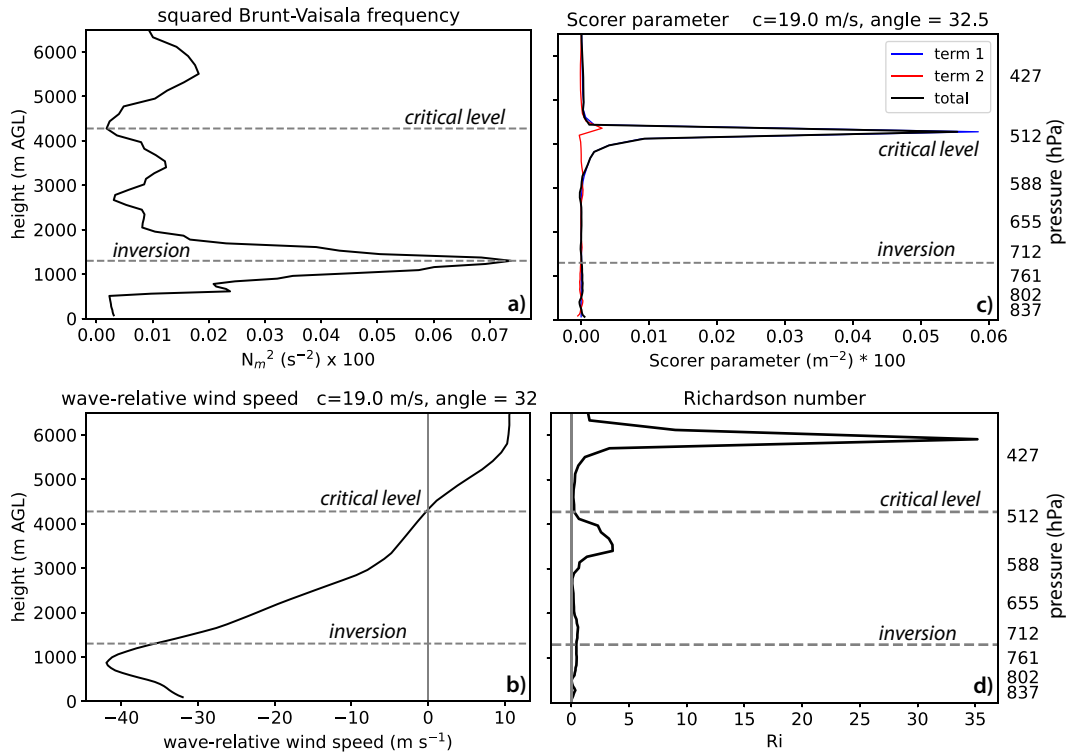 squared Brunt-Vaisala frequency
6000
5000
4000
3000
2000
1000
0
height (m AGL)
critical level
inversion
a)
0.00 0.01 0.02 0.03 0.04 0.05 0.06 0.07
Nm² (s⁻²) x 100
Scorer parameter c=19.0 m/s, angle = 32.5
term 1
term 2
total
critical level
inversion
c)
427
512
588
655
712
761
802
837
pressure (hPa)
0.00 0.01 0.02 0.03 0.04 0.05 0.06
Scorer parameter (m⁻²) * 100
wave-relative wind speed c=19.0 m/s, angle = 32
6000
5000
4000
3000
2000
1000
0
height (m AGL)
critical level
inversion
b)
−40 −30 −20 −10 0 10
wave-relative wind speed (m s⁻¹)
Richardson number
critical level
inversion
d)
427
512
588
655
712
761
802
837
pressure (hPa)
0 5 10 15 20 25 30 35
Ri